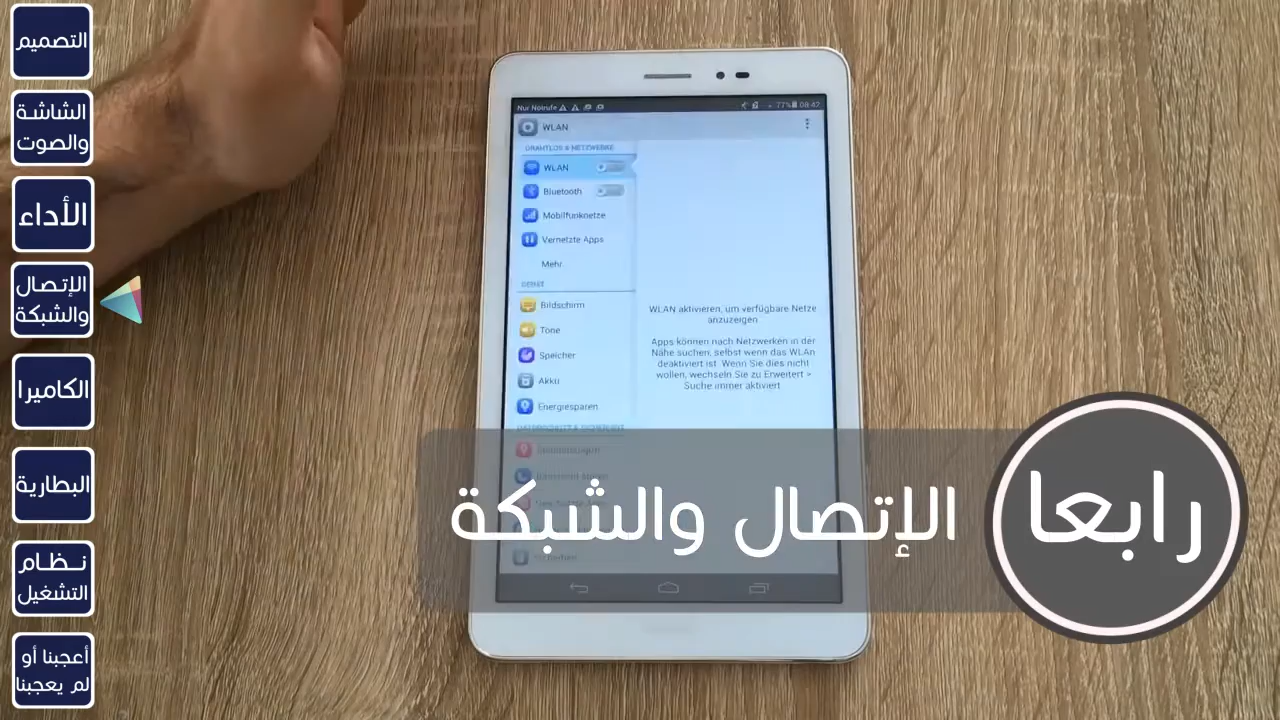 التصميم
الشاشة
والصوت
الأداء
الإتصال
والشبكة
الكاميرا
البطارية
نظام
التشغيل
أعجبنا أو
لم يعجبنا
Nur Notrufe
77% 08:47
WLAN
DRAHTLOS & NETZWERKE
WLAN
Bluetooth
Mobilfunknetze
Vernetzte Apps
Mehr
GERÄT
Bildschirm
Töne
Speicher
Akku
Energiesparen
WLAN aktivieren, um verfügbare Netze
anzuzeigen
Apps können nach Netzwerken in der
Nähe suchen, selbst wenn das WLAN
deaktiviert ist. Wenn Sie dies nicht
wollen, wechseln Sie zu Erweitert >
Suche immer aktiviert
رابعا
الإتصال والشبكة